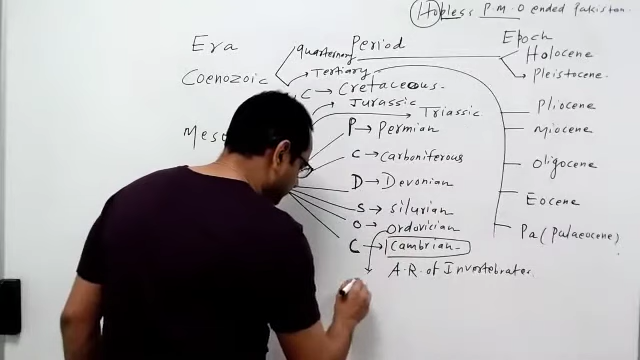 Hopless P.M.O ended Pakistan.
Era
Period
Epoch
Coenozoic
Quarternary
Holocene
Pleistocene
Tertiary
C → Cretaceous
Jurassic
Triassic
Pliocene
Meso
P → Permian
Miocene
C → Carboniferous
Oligocene
D → Devonian
Eocene
S → Silurian
O → Ordovician
Pa (Palaeocene)
C → Cambrian
A.R. of Invertebrates